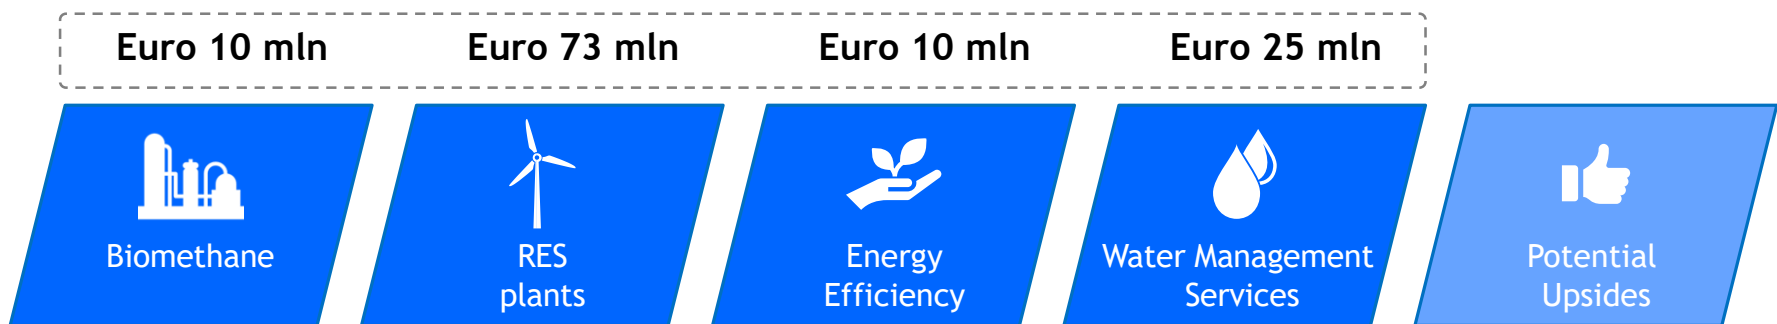 Euro 10 mln Euro 73 mln Euro 10 mln Euro 25 mln
Biomethane
RES
plants
Energy
Efficiency
Water Management
Services
Potential
Upsides